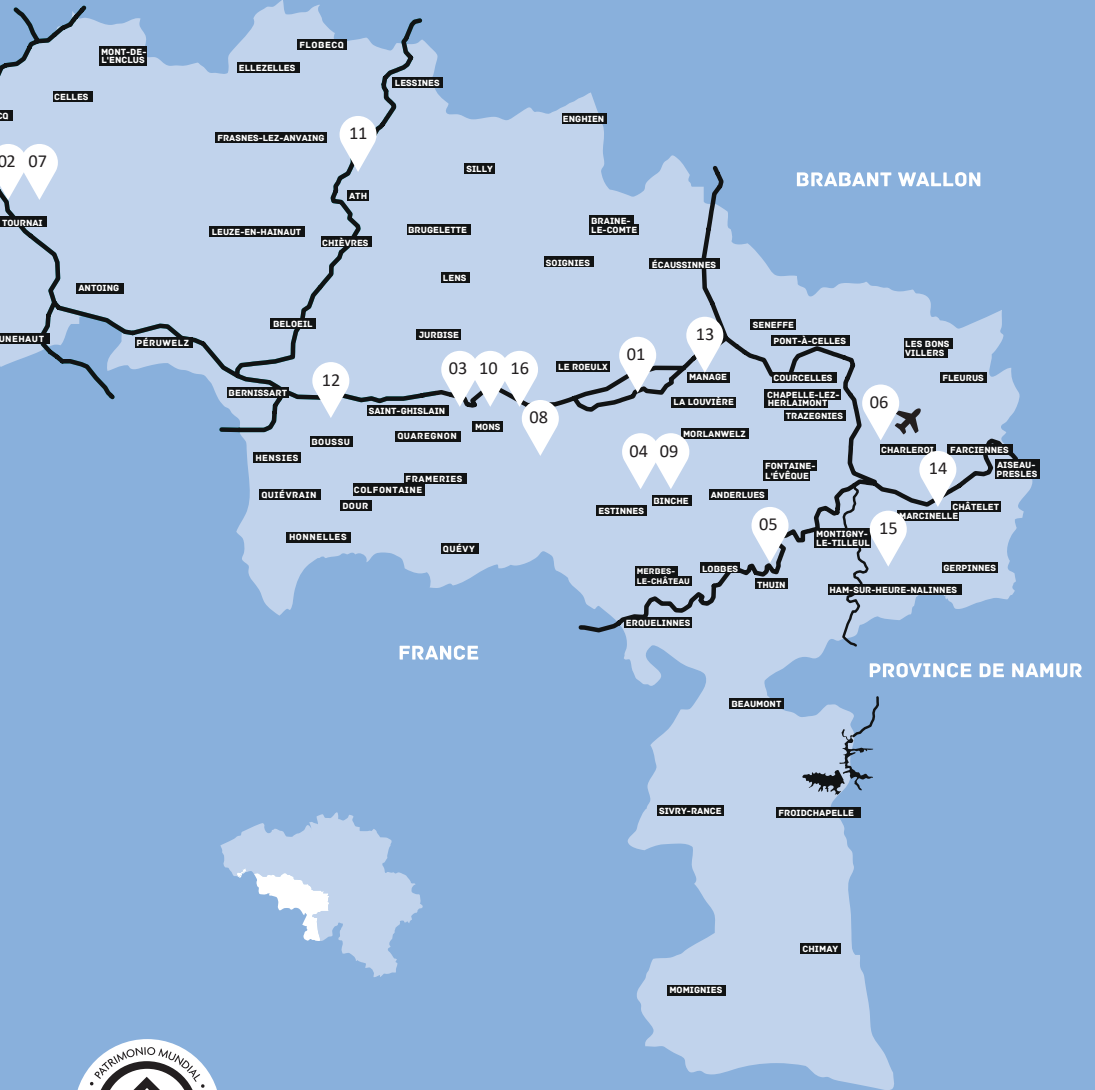 FLOBECQ
MONT-DE-
L'ENCLUS
ELLEZELLES
LESSINES
CELLES
CQ
ENGHIEN
11
FRASNES-LEZ-ANVAING
02
07
SILLY
BRABANT WALLON
ATH
TOURNAI
BRAINE-
LE-COMTE
LEUZE-EN-HAINAUT
BRUGELETTE
CHIÈVRES
SOIGNIES
ÉCAUSSINNES
LENS
ANTOING
BELOEIL
SENEFFE
JURBISE
13
UNEHAUT
PÉRUWELZ
PONT-À-CELLES
LES BONS
VILLERS
01
LE ROEULX
03
10
16
MANAGE
COURCELLES
FLEURUS
12
BERNISSART
CHAPELLE-LEZ-
HERLAIMONT
LA LOUVIÈRE
06
SAINT-GHISLAIN
TRAZEGNIES
08
MONS
QUAREGNON
MORLANWELZ
BOUSSU
04
09
CHARLEROI
FARCIENNES
HENSIES
14
FONTAINE-
L'ÉVÊQUE
AISEAU-
PRESLES
FRAMERIES
COLFONTAINE
QUIÉVRAIN
ANDERLUES
BINCHE
DOUR
ESTINNES
CHÂTELET
MARCINELLE
05
15
HONNELLES
MONTIGNY-
LE-TILLEUL
QUÉVY
LOBBES
GERPINNES
MERBES-
LE-CHÂTEAU
THUIN
HAM-SUR-HEURE-NALINNES
ERQUELINNES
FRANCE
PROVINCE DE NAMUR
BEAUMONT
SIVRY-RANCE
FROIDCHAPELLE
CHIMAY
MOMIGNIES
• PATRIMONIO MUNDIAL •